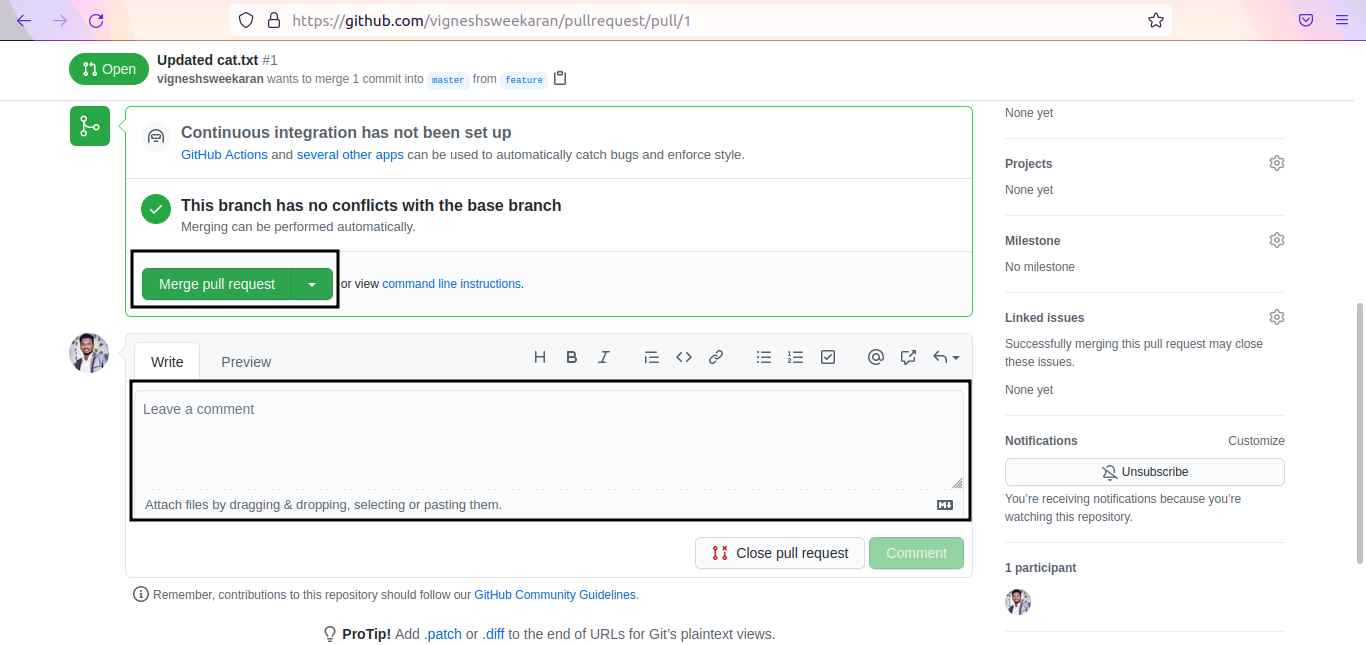 https://github.com/vigneshsweekaran/pullrequest/pull/1
Open
Updated cat.txt #1
vigneshsweekaran wants to merge 1 commit into master from feature
Continuous integration has not been set up
GitHub Actions and several other apps can be used to automatically catch bugs and enforce style.
This branch has no conflicts with the base branch
Merging can be performed automatically.
Merge pull request
or view command line instructions.
Write
Preview
H B I
Leave a comment
Attach files by dragging & dropping, selecting or pasting them.
Close pull request
Comment
Remember, contributions to this repository should follow our GitHub Community Guidelines.
ProTip! Add .patch or .diff to the end of URLs for Git’s plaintext views.
None yet
Projects
None yet
Milestone
No milestone
Linked issues
Successfully merging this pull request may close
these issues.
None yet
Notifications
Customize
Unsubscribe
You’re receiving notifications because you’re
watching this repository.
1 participant